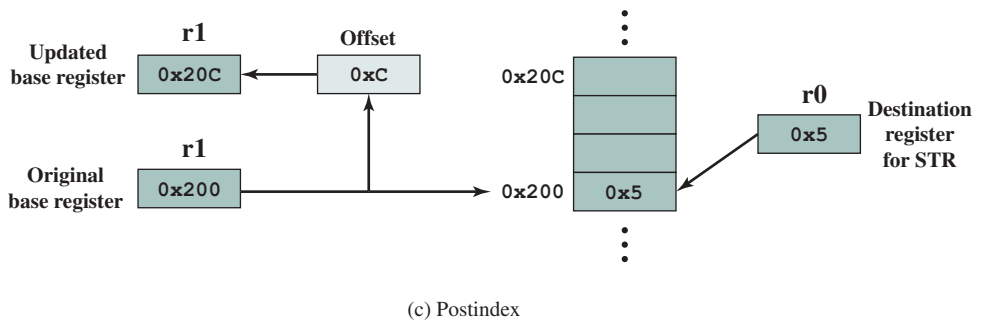 r1
Offset
Updated
base register
0x20C
0xC
0x20C
r0
Destination
register
for STR
0x5
r1
Original
base register
0x200
0x200
0x5
(c) Postindex